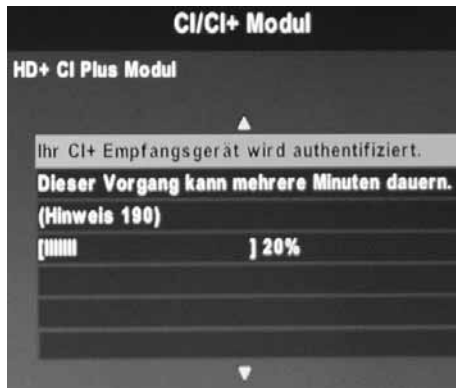 CI/CI+ Modul
HD+ CI Plus Modul
Ihr CI+ Empfangsgerät wird authentifiziert.
Dieser Vorgang kann mehrere Minuten dauern.
(Hinweis 190)
[IIIIIII ] 20%